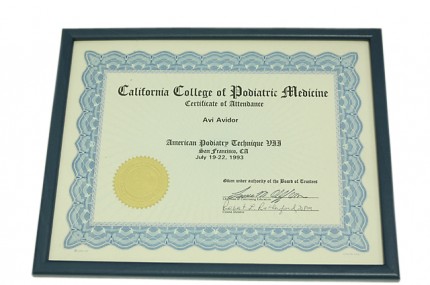 California College of Podiatric Medicine
Certificate of Attendance
Avi Avidor
American Podiatry Technique VII
San Francisco, CA
July 19-22, 1993
Given under authority of the Board of Trustees